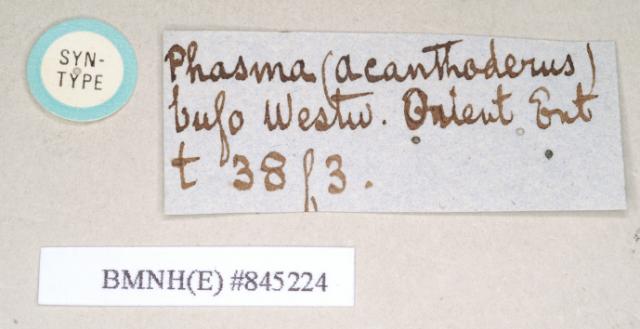 SYN-
TYPE
Phasma (acanthoderus)
bufo Westw. Orient Ent
t 38 f 3.
BMNH(E) #845224